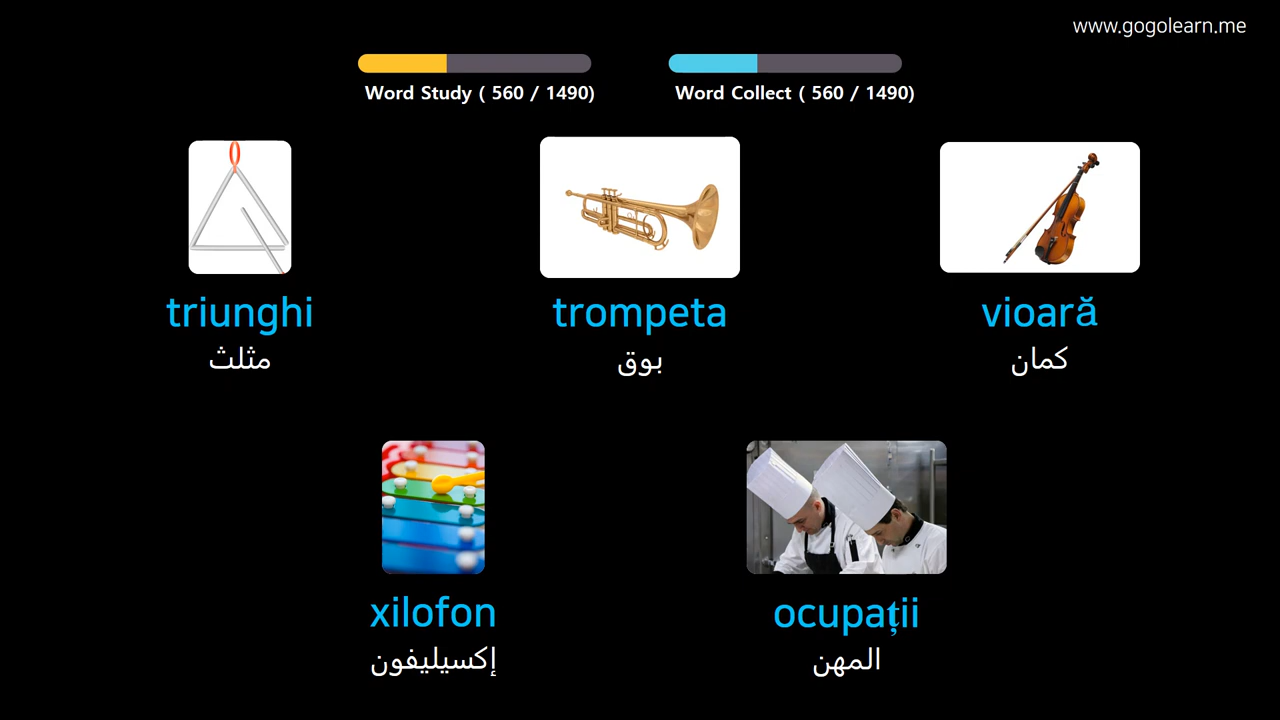 www.gogolearn.me
Word Study ( 560 / 1490)
Word Collect ( 560 / 1490)
triunghi
مثلث
trompeta
بوق
vioară
كمان
xilofon
إكسيليفون
ocupații
المهن